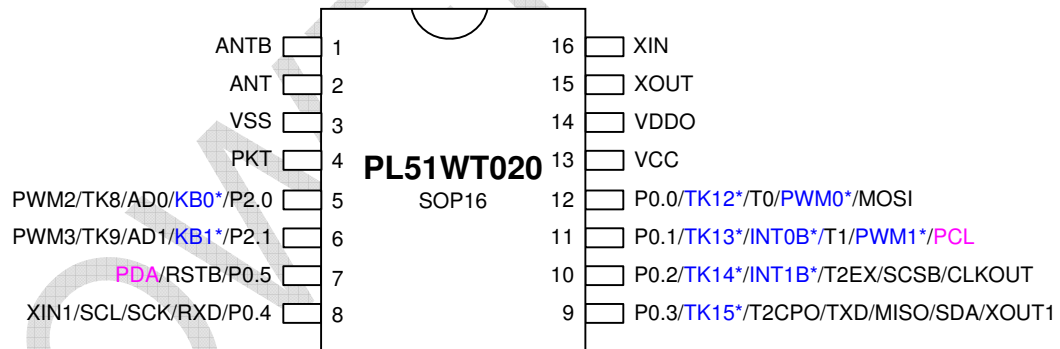 ANTB 1 16 XIN
ANT 2 15 XOUT
VSS 3 14 VDDO
PKT 4 PL51WT020 13 VCC
PWM2/TK8/AD0/KB0*/P2.0 5 SOP16 12 P0.0/TK12*/T0/PWM0*/MOSI
PWM3/TK9/AD1/KB1*/P2.1 6 11 P0.1/TK13*/INT0B*/T1/PWM1*/PCL
PDA/RSTB/P0.5 7 10 P0.2/TK14*/INT1B*/T2EX/SCSB/CLKOUT
XIN1/SCL/SCK/RXD/P0.4 8 9 P0.3/TK15*/T2CPO/TXD/MISO/SDA/XOUT1